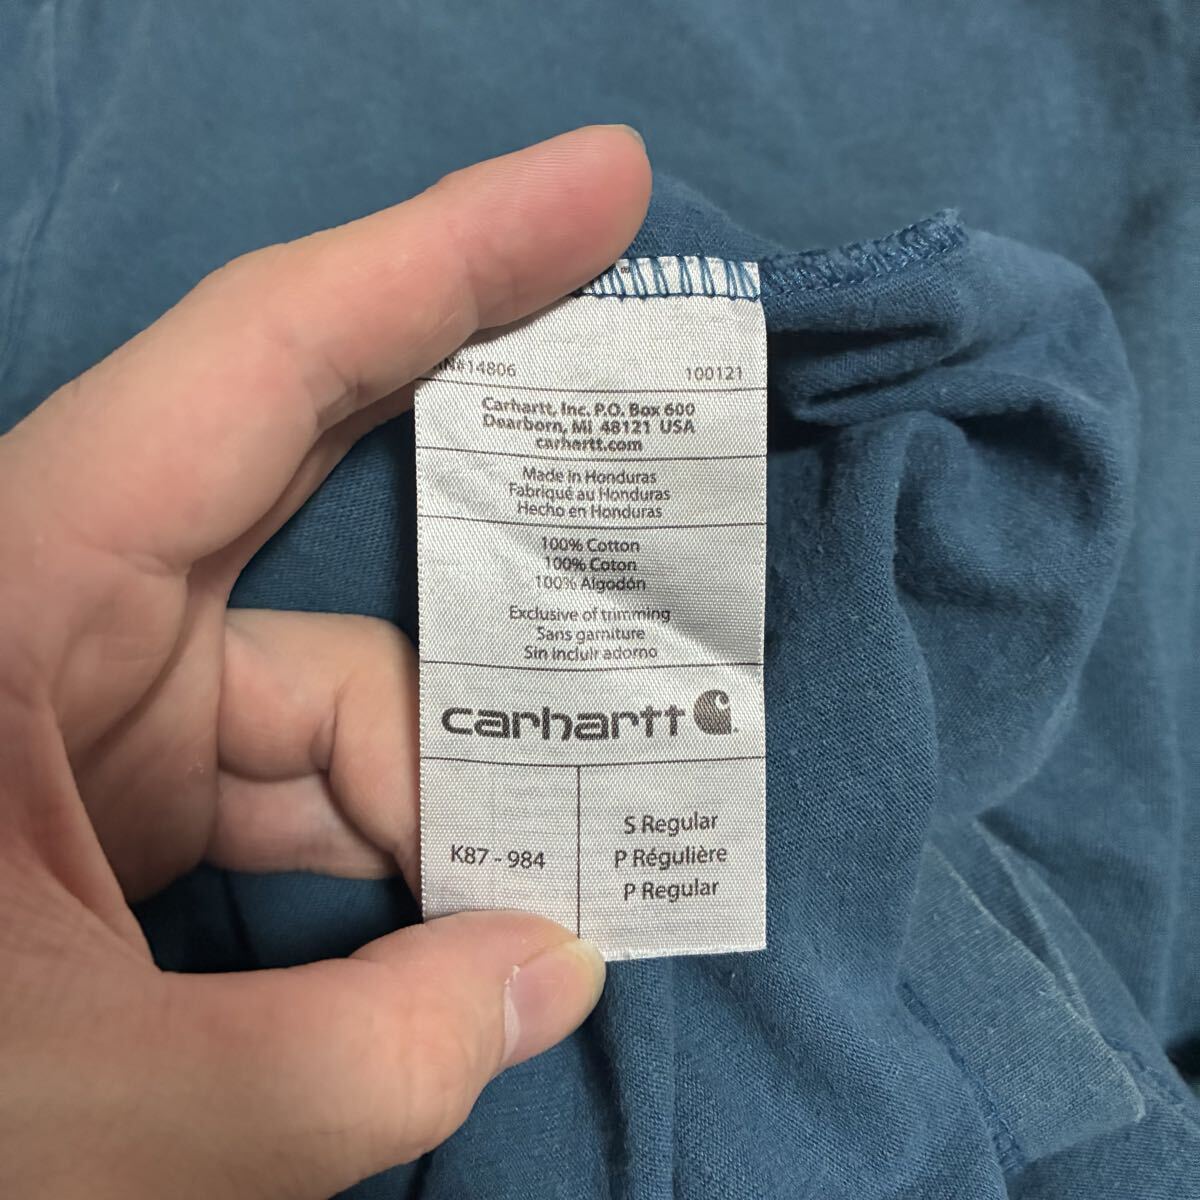 #14806 100121
Carhartt, Inc. P.O. Box 600
Dearborn, MI 48121 USA
carhartt.com
Made in Honduras
Fabriqué au Honduras
Hecho en Honduras
100% Cotton
100% Coton
100% Algodón
Exclusive of trimming
Sans garniture
Sin incluir adorno
carhartt
K87 - 984
S Regular
P Régulière
P Regular